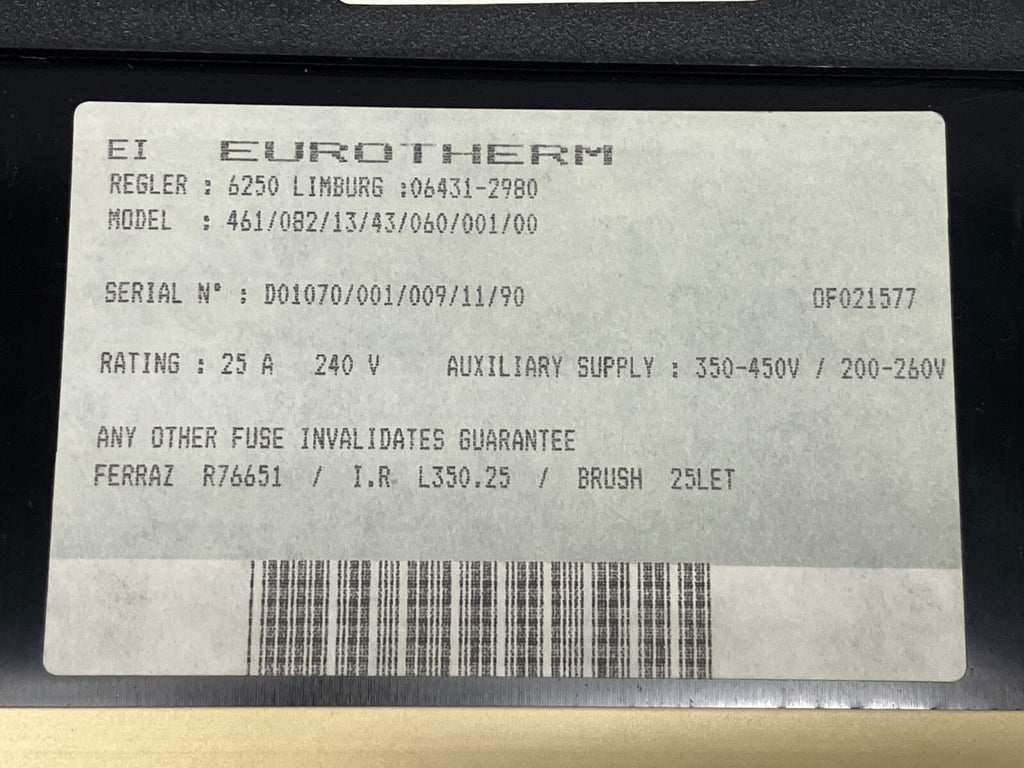 EI EUROTHERM
REGLER : 6250 LIMBURG :06431-2980
MODEL : 461/082/13/43/060/001/00
SERIAL N° : D01070/001/009/11/90 OF021577
RATING : 25 A 240 V AUXILIARY SUPPLY : 350-450V / 200-260V
ANY OTHER FUSE INVALIDATES GUARANTEE
FERRAZ R76651 / I.R L350.25 / BRUSH 25LET